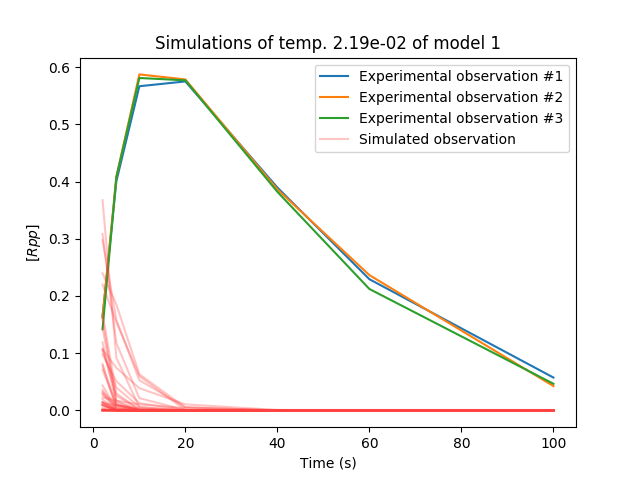 Simulations of temp. 2.19e-02 of model 1
Experimental observation #1
Experimental observation #2
Experimental observation #3
Simulated observation
[Rpp]
0.6
0.5
0.4
0.3
0.2
0.1
0.0
0 20 40 60 80 100
Time (s)